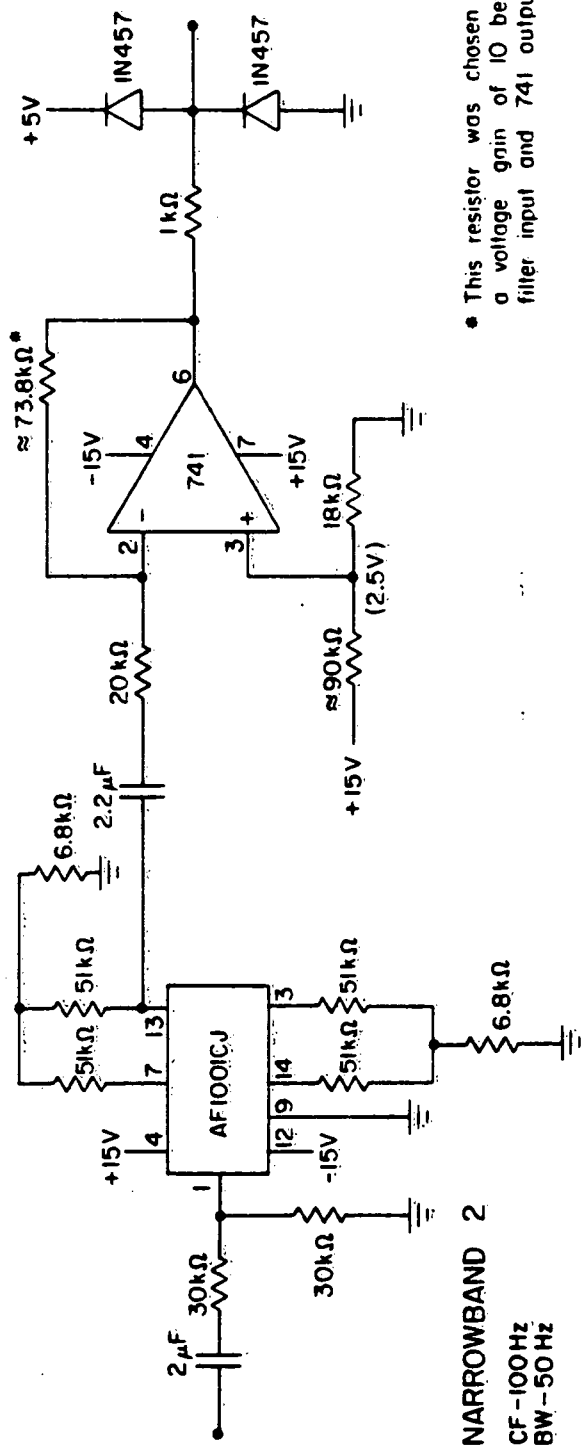 +5V
1N457
1N457
1kΩ
≈73.8kΩ*
-15V
4
6
741
7
+15V
2
-
3
+
18kΩ
(2.5V)
≈90kΩ
+15V
20kΩ
2.2μF
6.8kΩ
51kΩ
51kΩ
+15V
4
7
13
AF1001CJ
1
12
9
14
3
-15V
51kΩ
51kΩ
6.8kΩ
30kΩ
2μF
30kΩ
NARROWBAND 2
CF-100Hz
BW-50Hz
* This resistor was chosen
a voltage gain of 10
filter input and 741